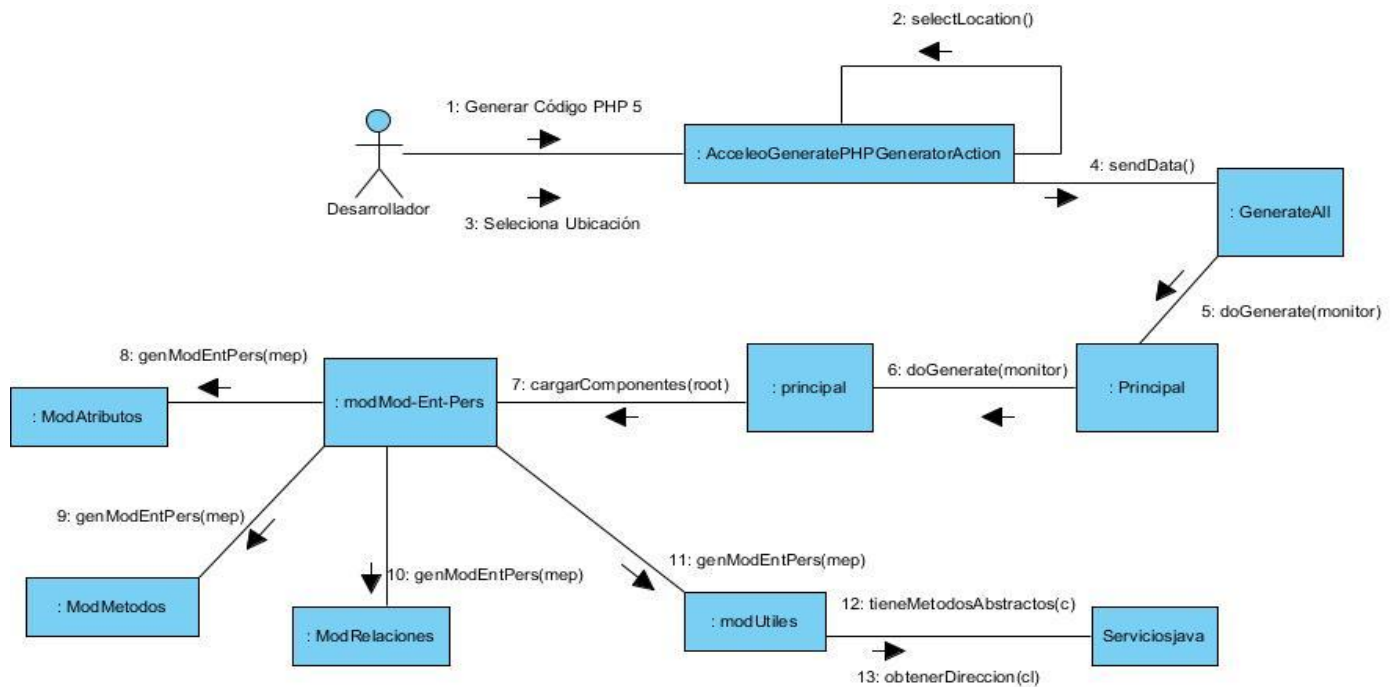 2: selectLocation()
1: Generar Código PHP 5
: AcceleoGeneratePHPGeneratorAction
4: sendData()
Desarrollador
3: Seleciona Ubicación
: GenerateAll
5: doGenerate(monitor)
8: genModEntPers(mep)
7: cargarComponentes(root)
6: doGenerate(monitor)
: ModAtributos
: modMod-Ent-Pers
: principal
: Principal
9: genModEntPers(mep)
10: genModEntPers(mep)
11: genModEntPers(mep)
: ModMetodos
: ModRelaciones
: modUtiles
12: tieneMetodosAbstractos(c)
Serviciosjava
13: obtenerDireccion(cl)